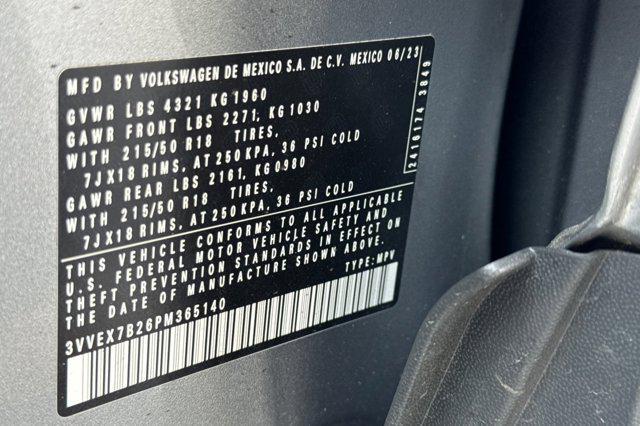 MFD BY VOLKSWAGEN DE MEXICO S.A. DE C.V. MEXICO 06/23
GVWR LBS 4321 KG 1960
GAWR FRONT LBS 2271, KG 1030
WITH 215/50 R18 TIRES,
7JX18 RIMS, AT 250 KPA, 36 PSI COLD
GAWR REAR LBS 2161, KG 0980
WITH 215/50 R18 TIRES,
7JX18 RIMS, AT 250 KPA, 36 PSI COLD
THIS VEHICLE CONFORMS TO ALL APPLICABLE
U.S. FEDERAL MOTOR VEHICLE SAFETY AND
THEFT PREVENTION STANDARDS IN EFFECT ON
THE DATE OF MANUFACTURE SHOWN ABOVE.
3VVEX7B26PM365140 TYPE: MPV
2416174 3849